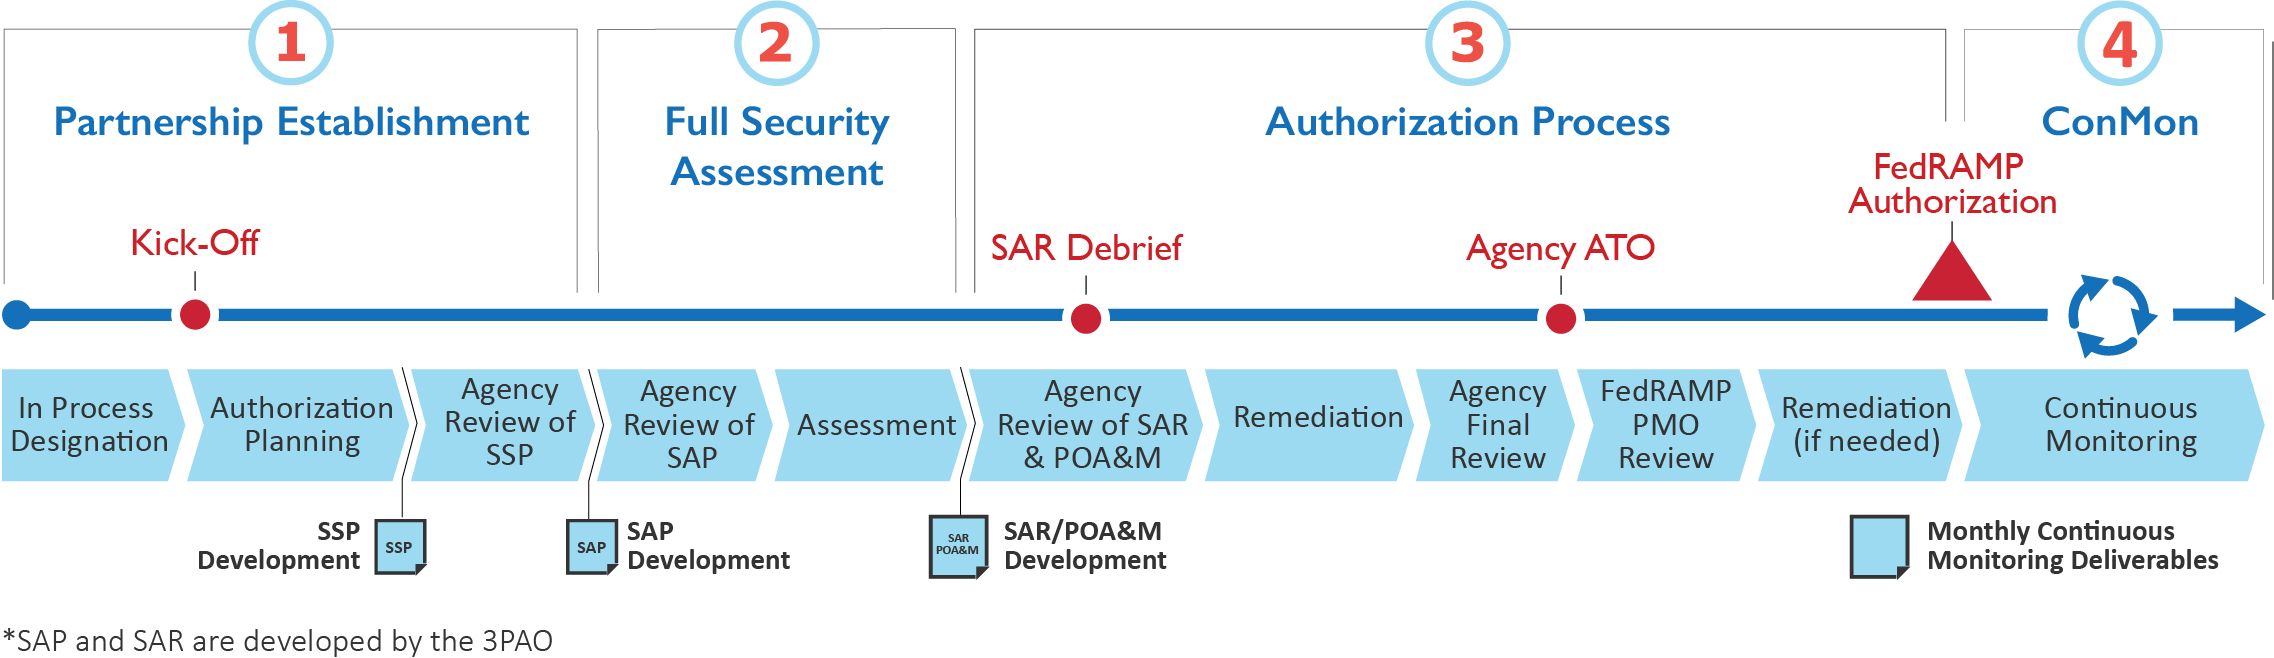 1
2
3
4
Partnership Establishment
Full Security
Assessment
Authorization Process
ConMon
FedRAMP
Authorization
Kick-Off
SAR Debrief
Agency ATO
In Process
Designation
Authorization
Planning
Agency
Review of
SSP
Agency
Review of
SAP
Assessment
Agency
Review of SAR
& POA&M
Remediation
Agency
Final
Review
FedRAMP
PMO
Review
Remediation
(if needed)
Continuous
Monitoring
SSP
Development
SSP
SAP
SAP
Development
SAR
POA&M
SAR/POA&M
Development
Monthly Continuous
Monitoring Deliverables
*SAP and SAR are developed by the 3PAO